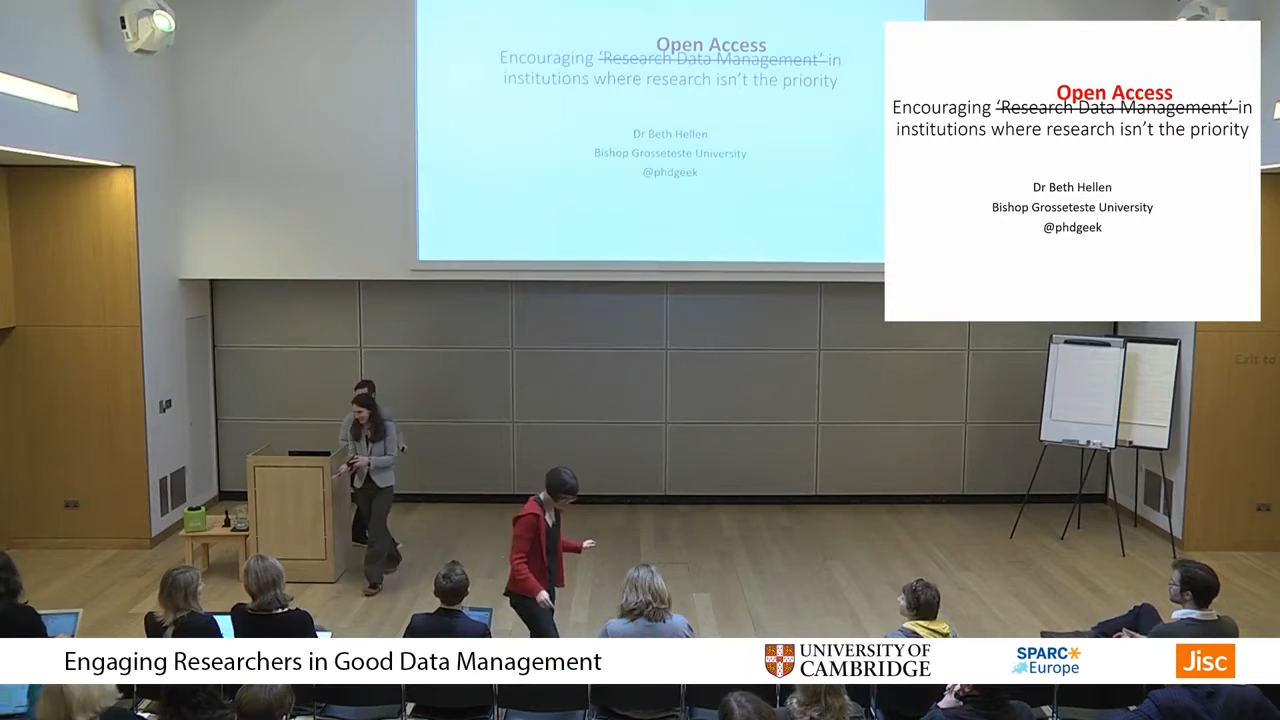 Open Access
Encouraging ‘Research Data Management’ in
institutions where research isn’t the priority
Dr Beth Hellen
Bishop Grosseteste University
@phdgeek
Open Access
Encouraging ‘Research Data Management’ in
institutions where research isn’t the priority
Dr Beth Hellen
Bishop Grosseteste University
@phdgeek
Exit to
Engaging Researchers in Good Data Management
UNIVERSITY OF
CAMBRIDGE
SPARC
Europe
Jisc